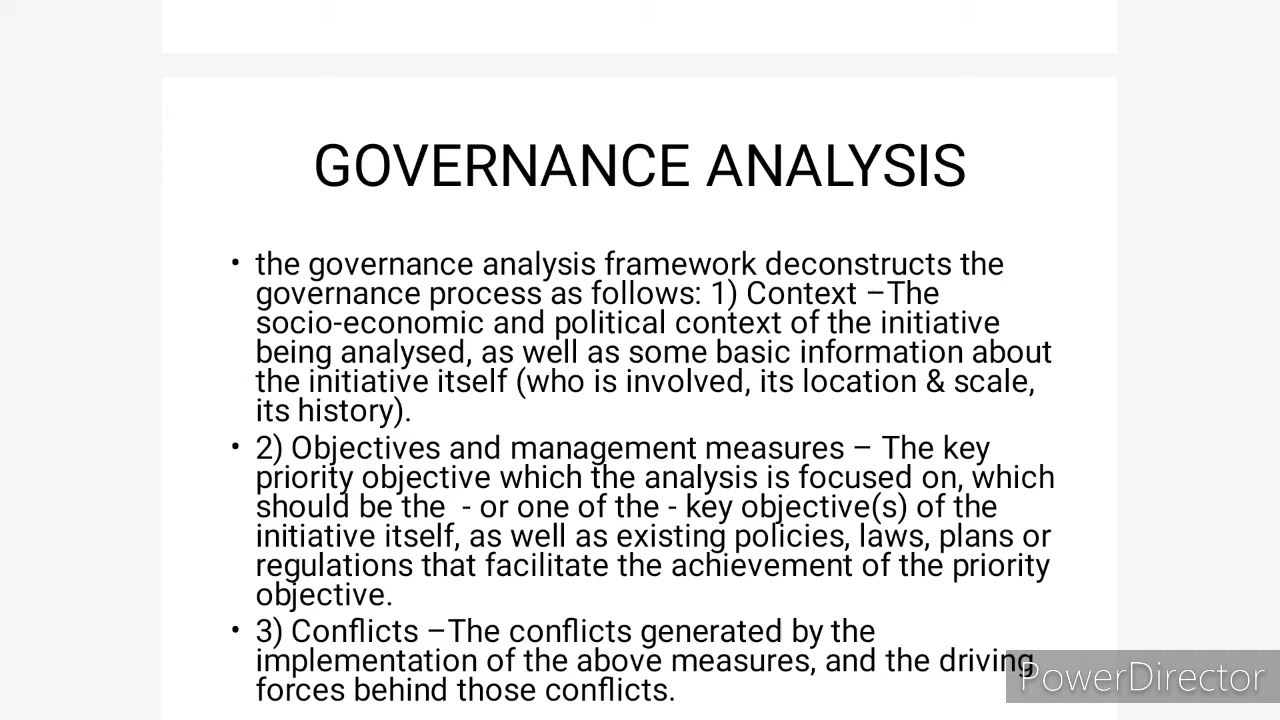 GOVERNANCE ANALYSIS
• the governance analysis framework deconstructs the
governance process as follows: 1) Context –The
socio-economic and political context of the initiative
being analysed, as well as some basic information about
the initiative itself (who is involved, its location & scale,
its history).
• 2) Objectives and management measures – The key
priority objective which the analysis is focused on, which
should be the  - or one of the - key objective(s) of the
initiative itself, as well as existing policies, laws, plans or
regulations that facilitate the achievement of the priority
objective.
• 3) Conflicts –The conflicts generated by the
implementation of the above measures, and the driving
forces behind those conflicts.
PowerDirector